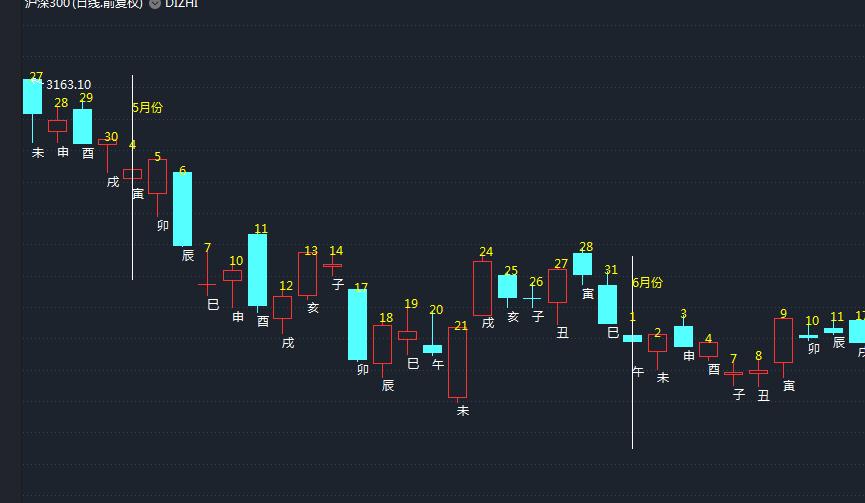 沪深300 (日线.前复权) DIZHI
27 3163.10
28 29
5月份
30 4
未 申 酉
5
戌 6
寅
卯
11
7 辰
10 13 14
12 子
巳 亥
申 酉
戌
17
18 19 20
21
卯 辰 巳 午
未
24
25 26 27 28
31
戌 亥 子 丑 寅
6月份
1 2 3 4
巳
午 未 申 酉
7 8
子 丑
9 10 11
寅 卯 辰